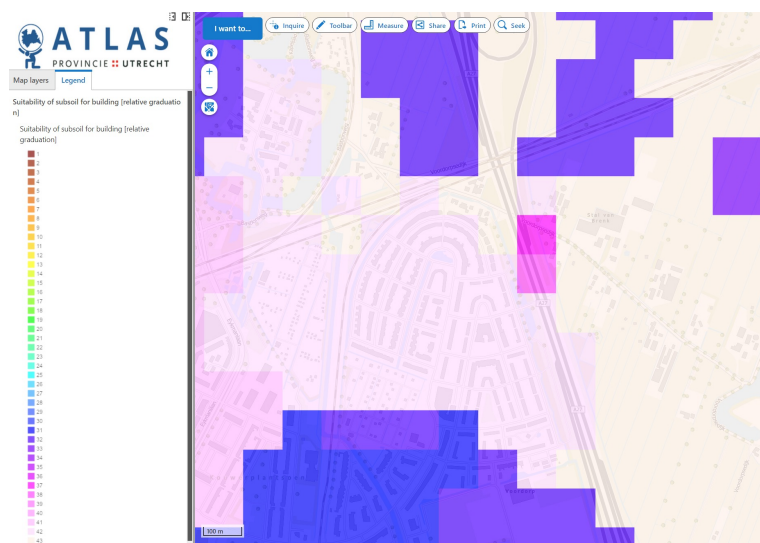 ATLAS
PROVINCIE UTRECHT
Map layers
Legend
Suitability of subsoil for building [relative graduatio
n]
Suitability of subsoil for building [relative
graduation]
1
2
3
4
5
6
7
8
9
10
11
12
13
14
15
16
17
18
19
20
21
22
23
24
25
26
27
28
29
30
31
32
33
34
35
36
37
38
39
40
41
42
43
I want to...
Inquire
Toolbar
Measure
Share
Print
Seek
+
−
100 m